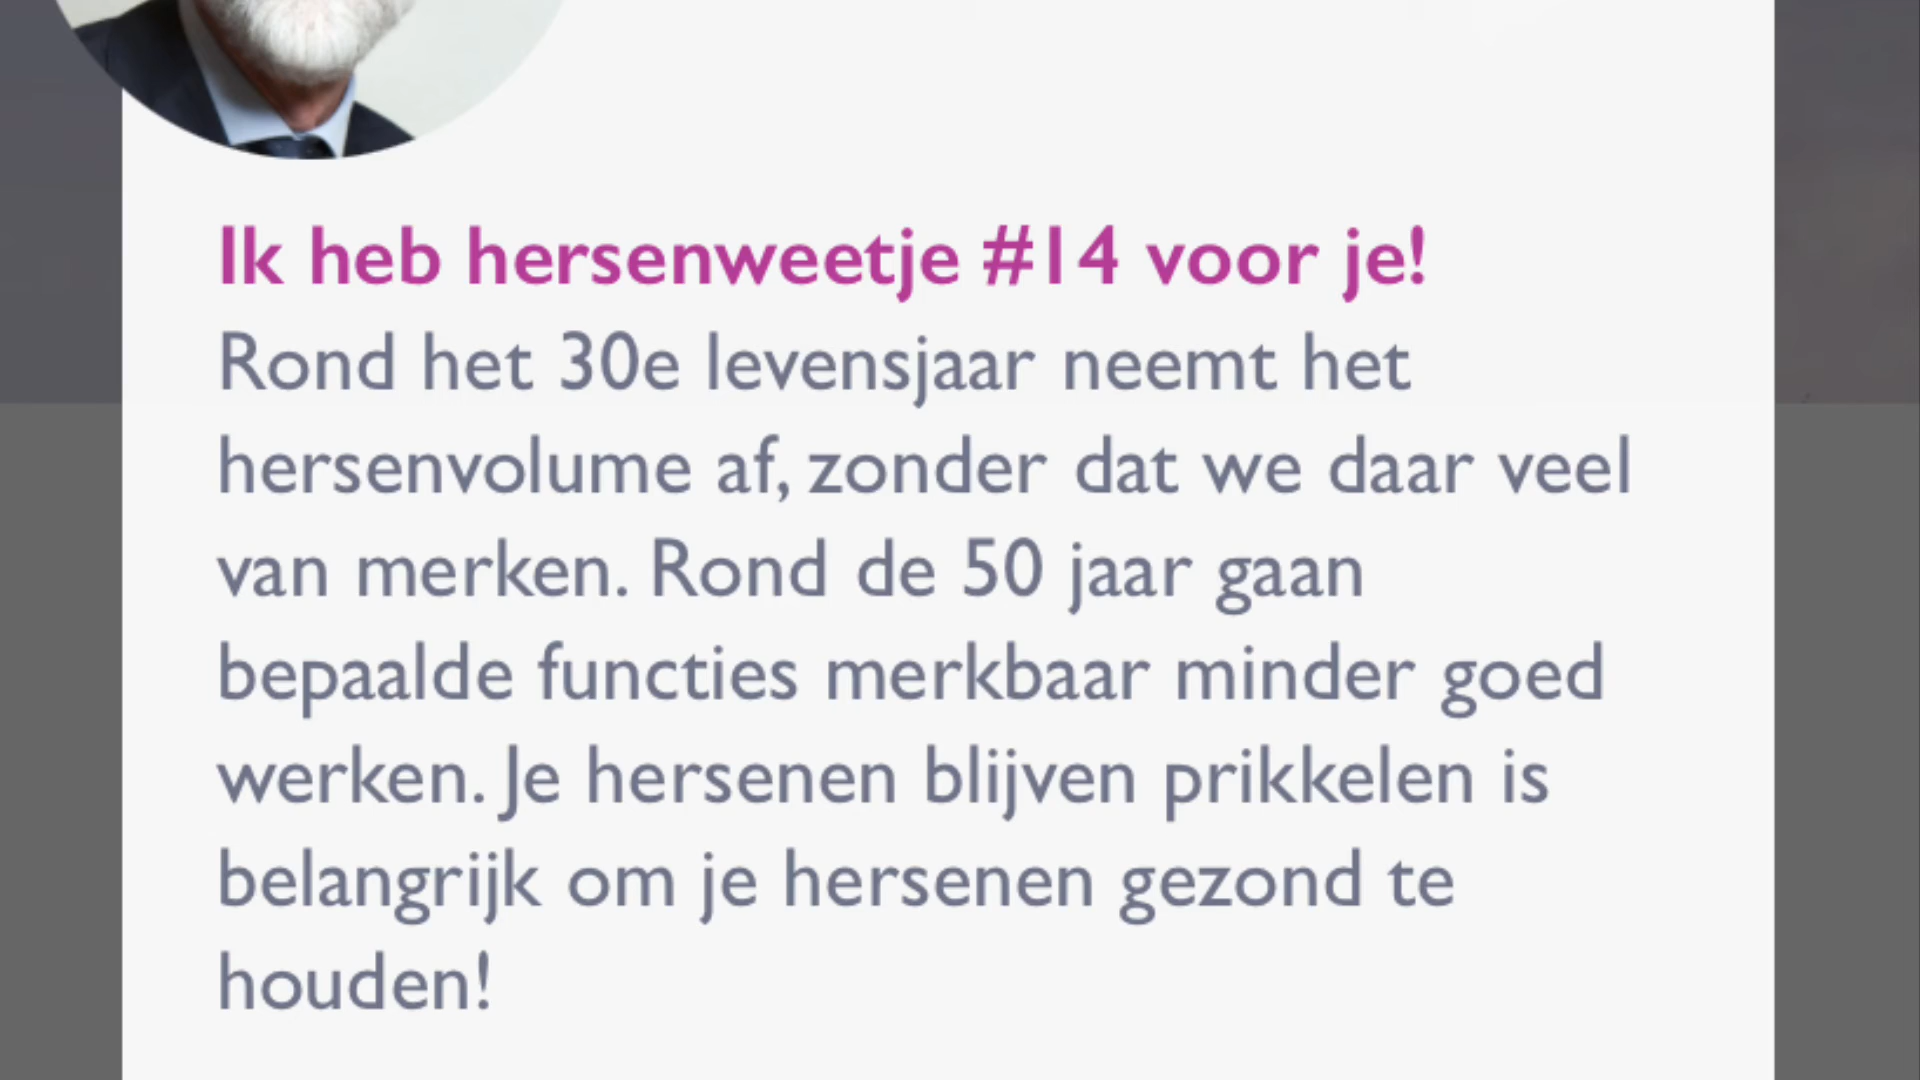 Ik heb hersenweetje #14 voor je!
Rond het 30e levensjaar neemt het
hersenvolume af, zonder dat we daar veel
van merken. Rond de 50 jaar gaan
bepaalde functies merkbaar minder goed
werken. Je hersenen blijven prikkelen is
belangrijk om je hersenen gezond te
houden!